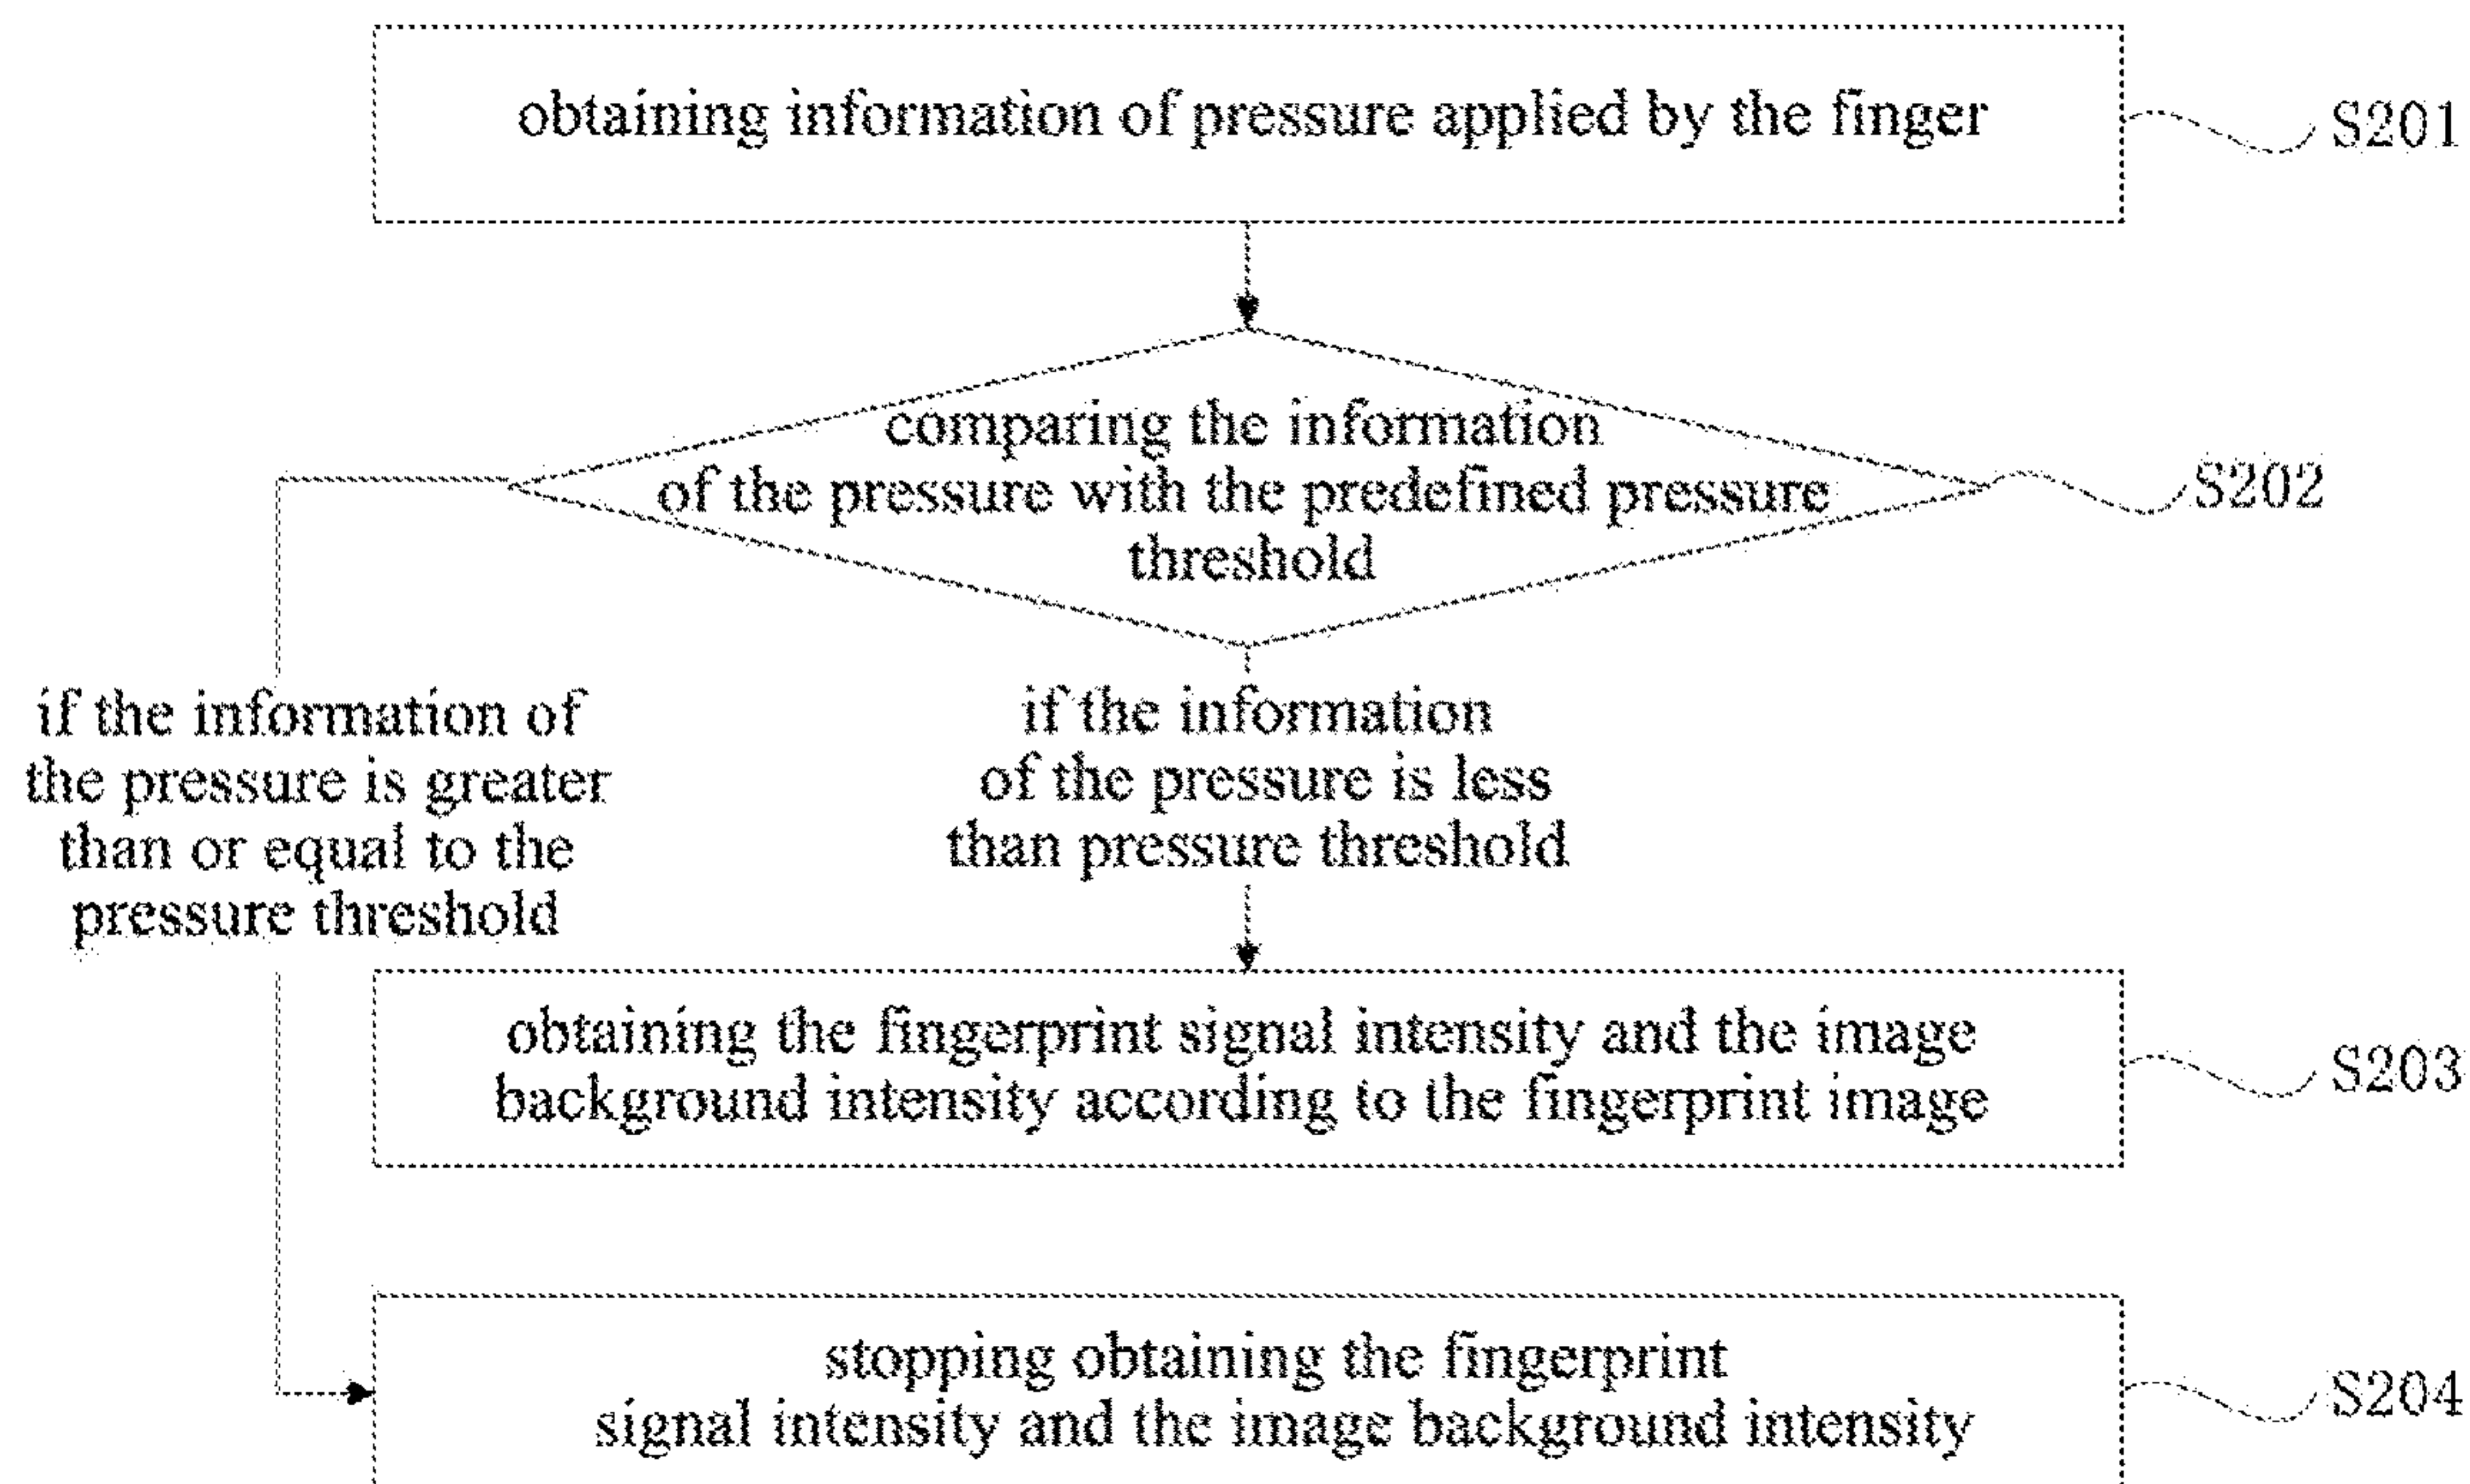 obtaining information of pressure applied by the finger
S201
comparing the information
of the pressure with the predefined pressure
threshold
S202
if the information of
the pressure is greater
than or equal to the
pressure threshold
if the information
of the pressure is less
than pressure threshold
obtaining the fingerprint signal intensity and the image
background intensity according to the fingerprint image
S203
stopping obtaining the fingerprint
signal intensity and the image background intensity
S204